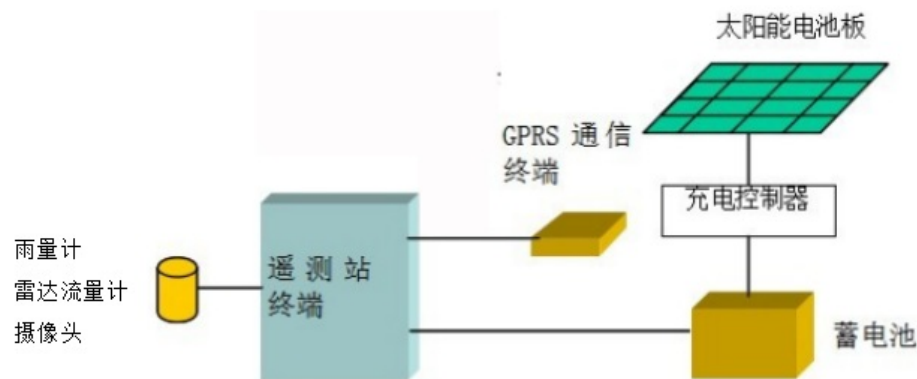 太阳能电池板
GPRS 通信
终端
充电控制器
雨量计
雷达流量计
摄像头
遥测站
终端
蓄电池